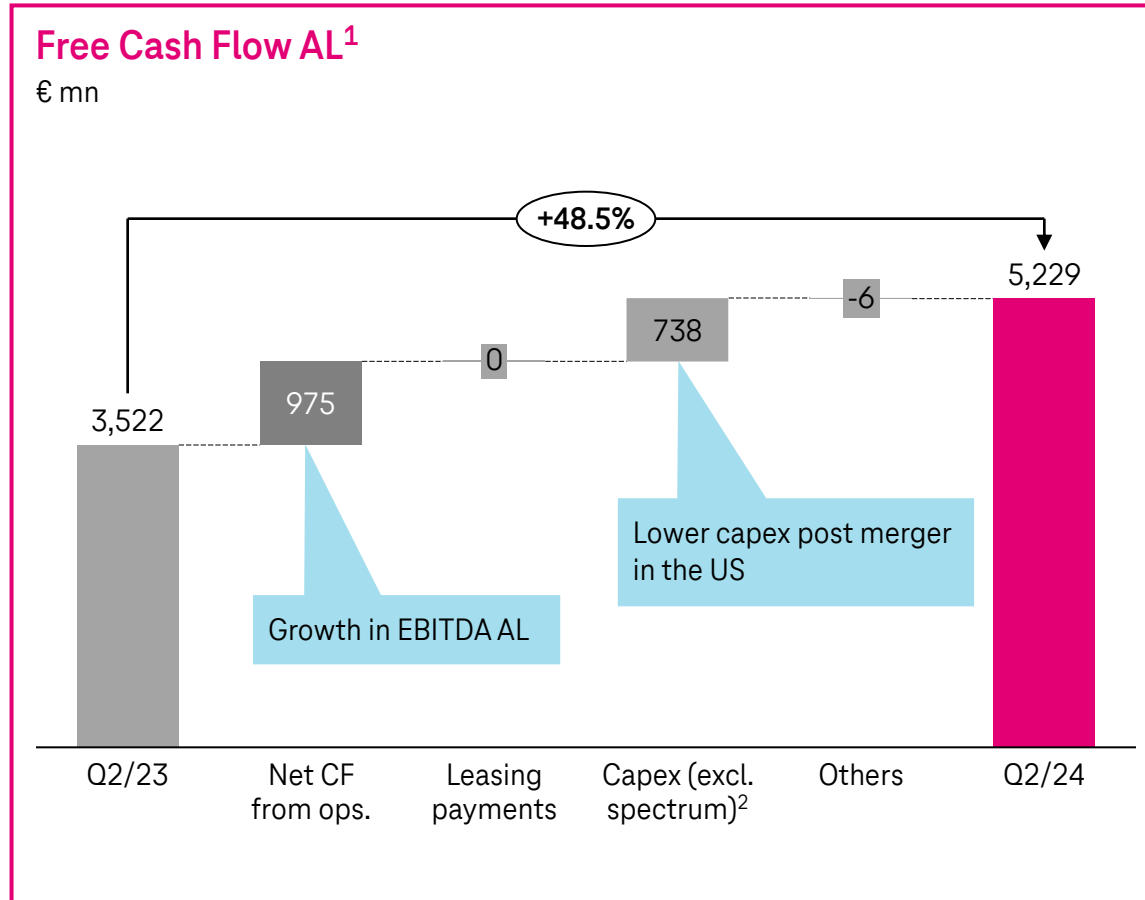 Free Cash Flow AL¹
€ mn
+48.5%
3,522
975
0
738
-6
5,229
Growth in EBITDA AL
Lower capex post merger
in the US
Q2/23
Net CF
from ops.
Leasing
payments
Capex (excl.
spectrum)²
Others
Q2/24